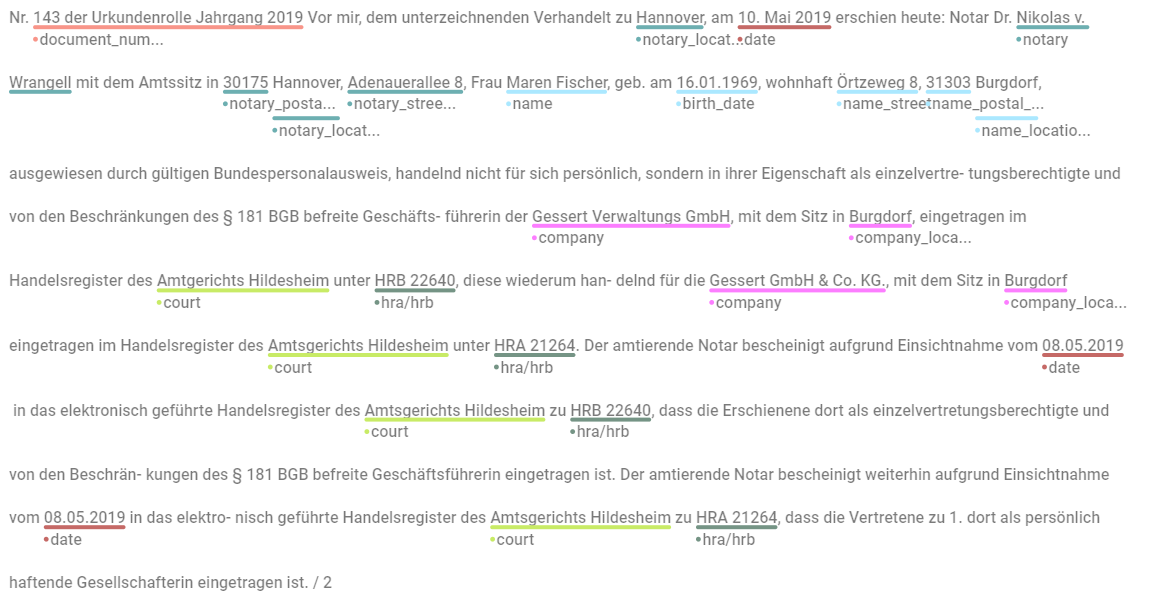 Nr. 143 der Urkundenrolle Jahrgang 2019 Vor mir, dem unterzeichnenden Verhandelt zu Hannover, am 10. Mai 2019 erschien heute: Notar Dr. Nikolas v.
document_num... notary_locat... date notary
Wrangell mit dem Amtssitz in 30175 Hannover, Adenauerallee 8, Frau Maren Fischer, geb. am 16.01.1969, wohnhaft Örtzeweg 8, 31303 Burgdorf,
notary_posta... notary_stree... name birth_date name_street name_postal_...
notary_locat... name_locatio...
ausgewiesen durch gültigen Bundespersonalausweis, handelnd nicht für sich persönlich, sondern in ihrer Eigenschaft als einzelvertre- tungsberechtigte und
von den Beschränkungen des § 181 BGB befreite Geschäfts- führerin der Gessert Verwaltungs GmbH, mit dem Sitz in Burgdorf, eingetragen im
company company_loca...
Handelsregister des Amtgerichts Hildesheim unter HRB 22640, diese wiederum han- delnd für die Gessert GmbH & Co. KG., mit dem Sitz in Burgdorf
court hra/hrb company company_loca...
eingetragen im Handelsregister des Amtsgerichts Hildesheim unter HRA 21264. Der amtierende Notar bescheinigt aufgrund Einsichtnahme vom 08.05.2019
court hra/hrb date
in das elektronisch geführte Handelsregister des Amtsgerichts Hildesheim zu HRB 22640, dass die Erschienene dort als einzelvertretungsberechtigte und
court hra/hrb
von den Beschrän- kungen des § 181 BGB befreite Geschäftsführerin eingetragen ist. Der amtierende Notar bescheinigt weiterhin aufgrund Einsichtnahme
vom 08.05.2019 in das elektro- nisch geführte Handelsregister des Amtsgerichts Hildesheim zu HRA 21264, dass die Vertretene zu 1. dort als persönlich
date court hra/hrb
haftende Gesellschafterin eingetragen ist. / 2